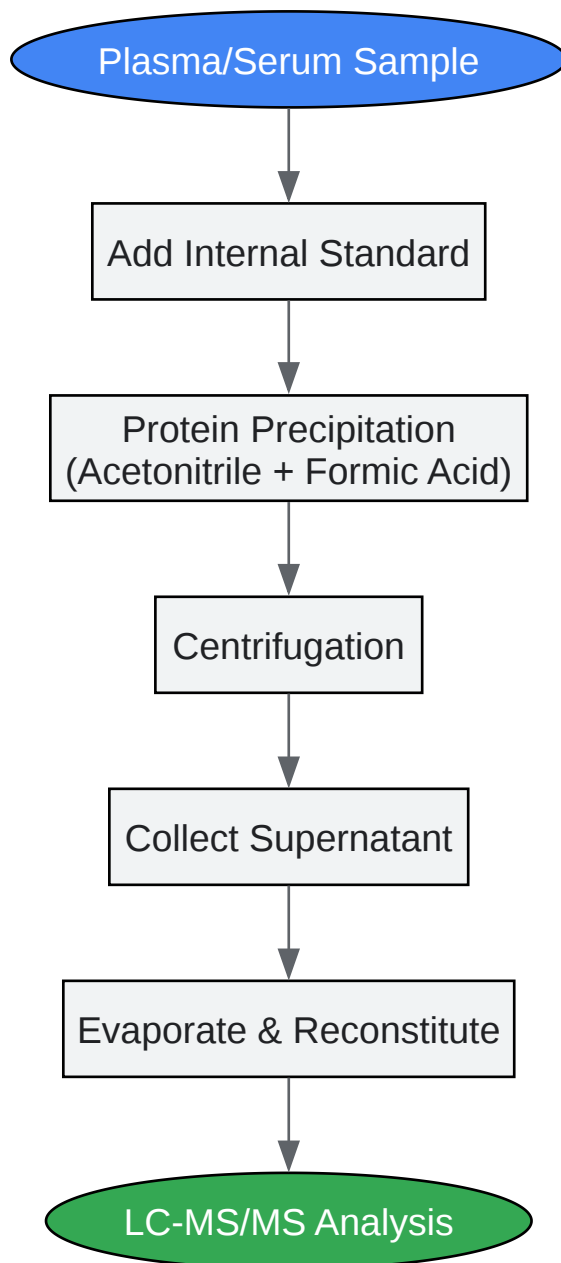 Plasma/Serum Sample
Add Internal Standard
Protein Precipitation
(Acetonitrile + Formic Acid)
Centrifugation
Collect Supernatant
Evaporate & Reconstitute
LC-MS/MS Analysis